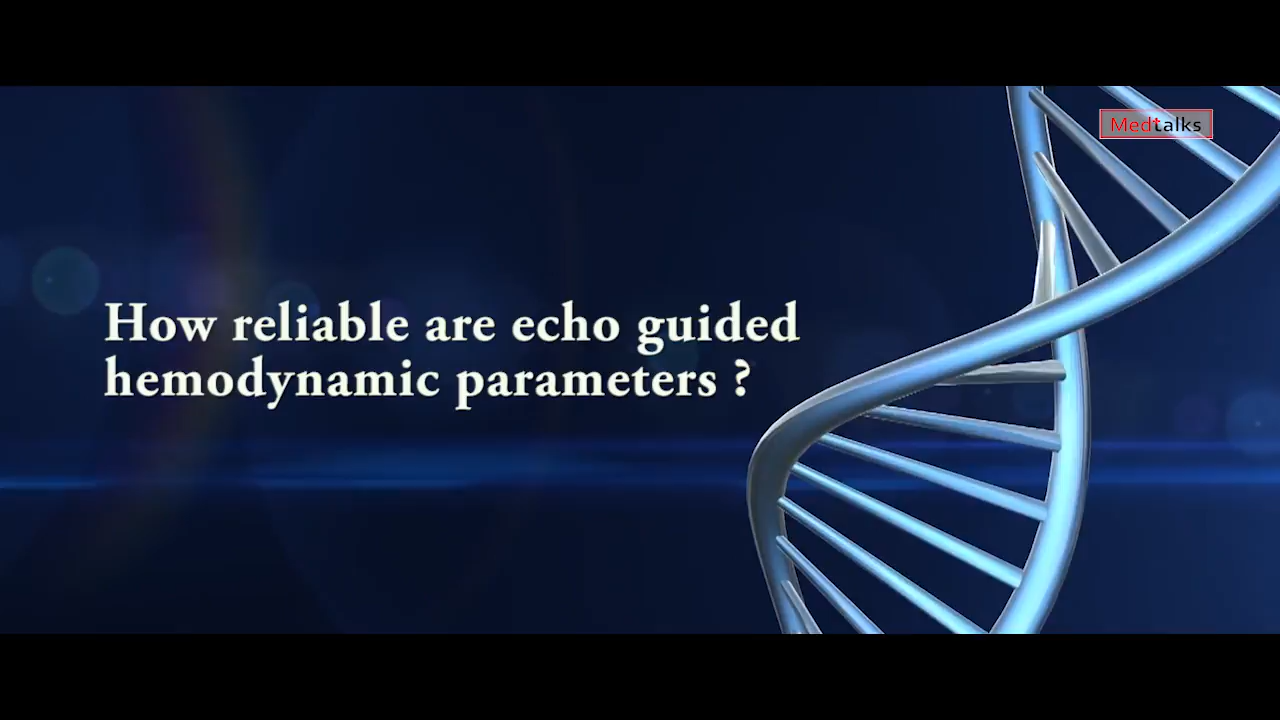 Medtalks
How reliable are echo guided
hemodynamic parameters ?